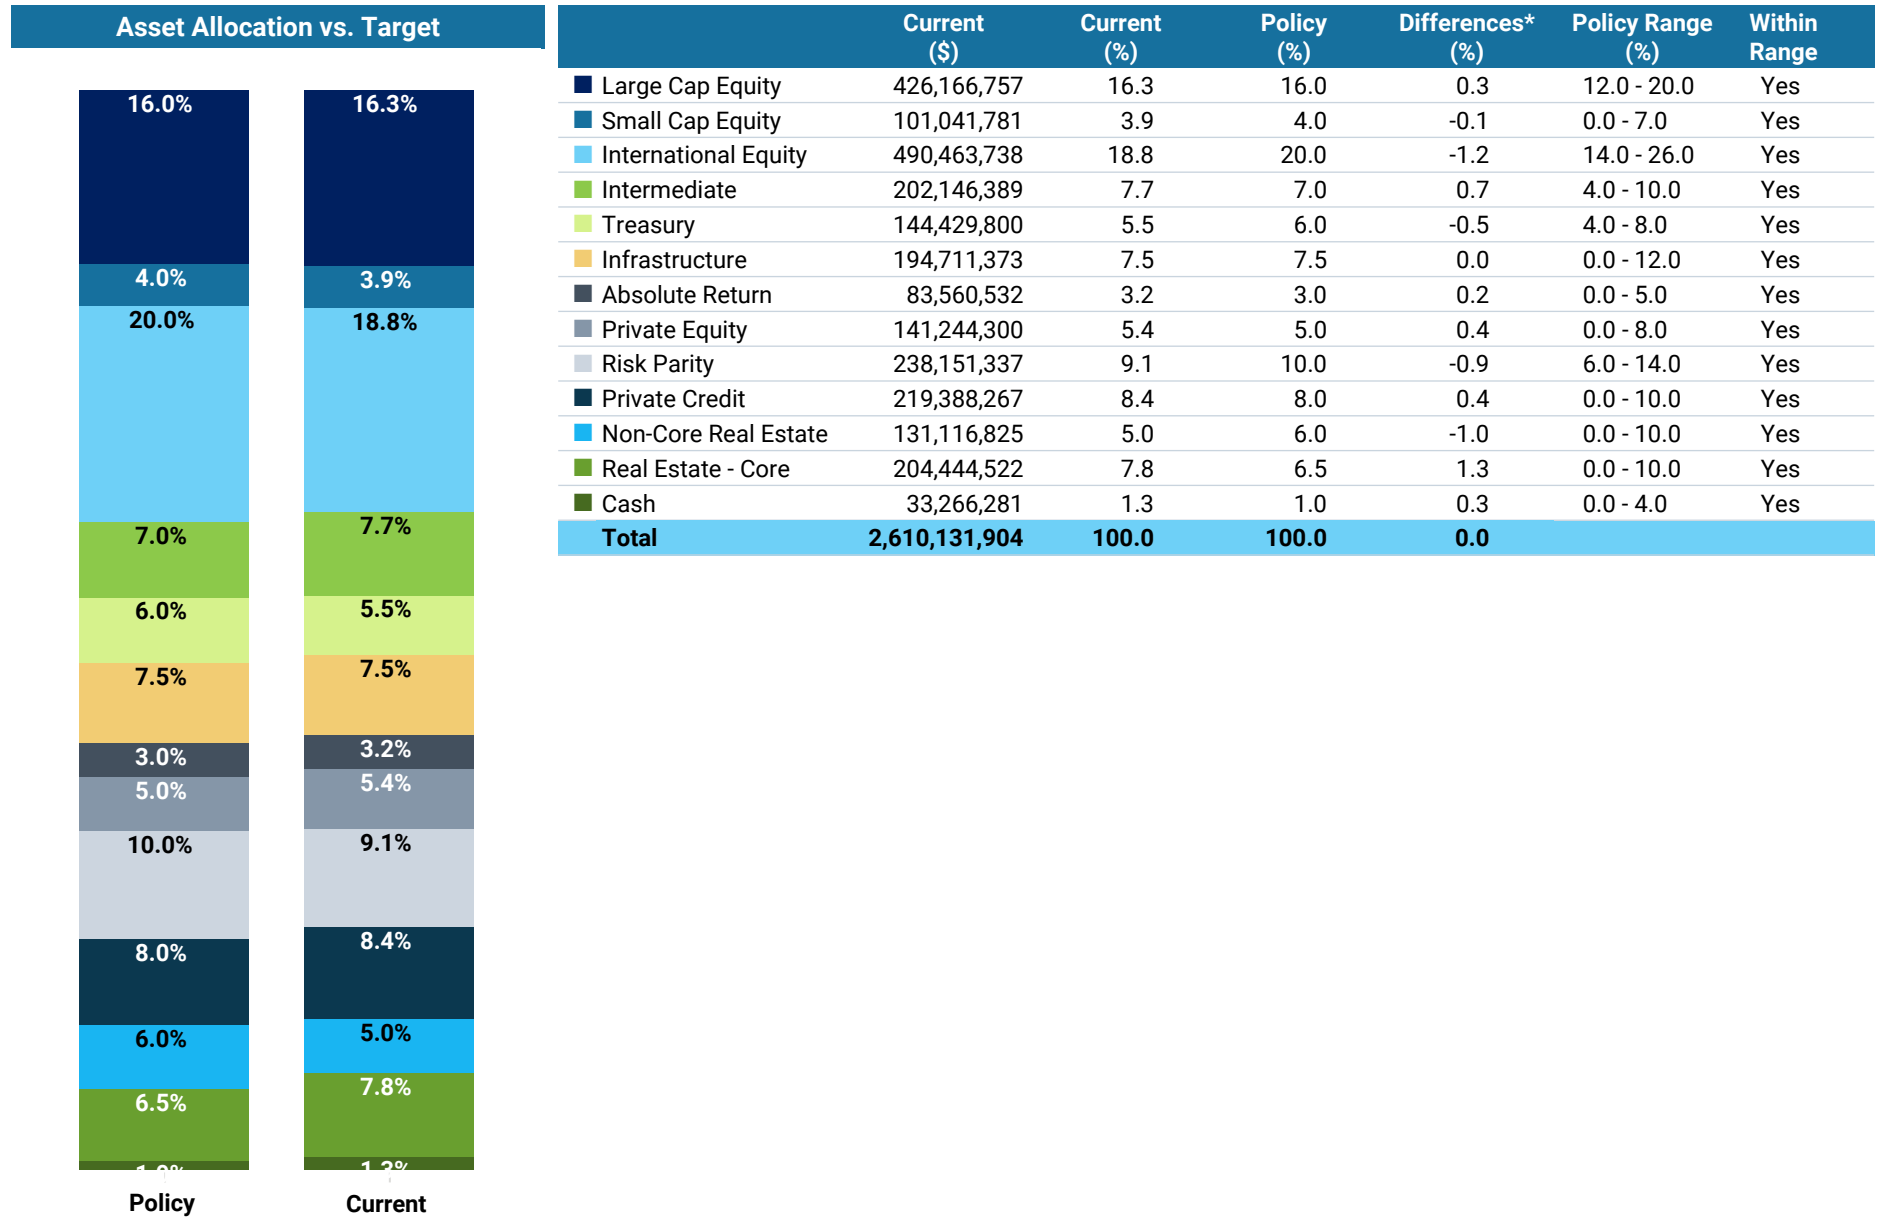 Asset Allocation vs. Target
16.0% 16.3%
4.0% 3.9%
20.0% 18.8%
7.0% 7.7%
6.0% 5.5%
7.5% 7.5%
3.0% 3.2%
5.0% 5.4%
10.0% 9.1%
8.0% 8.4%
6.0% 5.0%
6.5% 7.8%
1.3%
Policy Current
Current Current Policy Differences* Policy Range Within
($) (%) (%) (%) (%) Range
Large Cap Equity 426,166,757 16.3 16.0 0.3 12.0 - 20.0 Yes
Small Cap Equity 101,041,781 3.9 4.0 -0.1 0.0 - 7.0 Yes
International Equity 490,463,738 18.8 20.0 -1.2 14.0 - 26.0 Yes
Intermediate 202,146,389 7.7 7.0 0.7 4.0 - 10.0 Yes
Treasury 144,429,800 5.5 6.0 -0.5 4.0 - 8.0 Yes
Infrastructure 194,711,373 7.5 7.5 0.0 0.0 - 12.0 Yes
Absolute Return 83,560,532 3.2 3.0 0.2 0.0 - 5.0 Yes
Private Equity 141,244,300 5.4 5.0 0.4 0.0 - 8.0 Yes
Risk Parity 238,151,337 9.1 10.0 -0.9 6.0 - 14.0 Yes
Private Credit 219,388,267 8.4 8.0 0.4 0.0 - 10.0 Yes
Non-Core Real Estate 131,116,825 5.0 6.0 -1.0 0.0 - 10.0 Yes
Real Estate - Core 204,444,522 7.8 6.5 1.3 0.0 - 10.0 Yes
Cash 33,266,281 1.3 1.0 0.3 0.0 - 4.0 Yes
Total 2,610,131,904 100.0 100.0 0.0